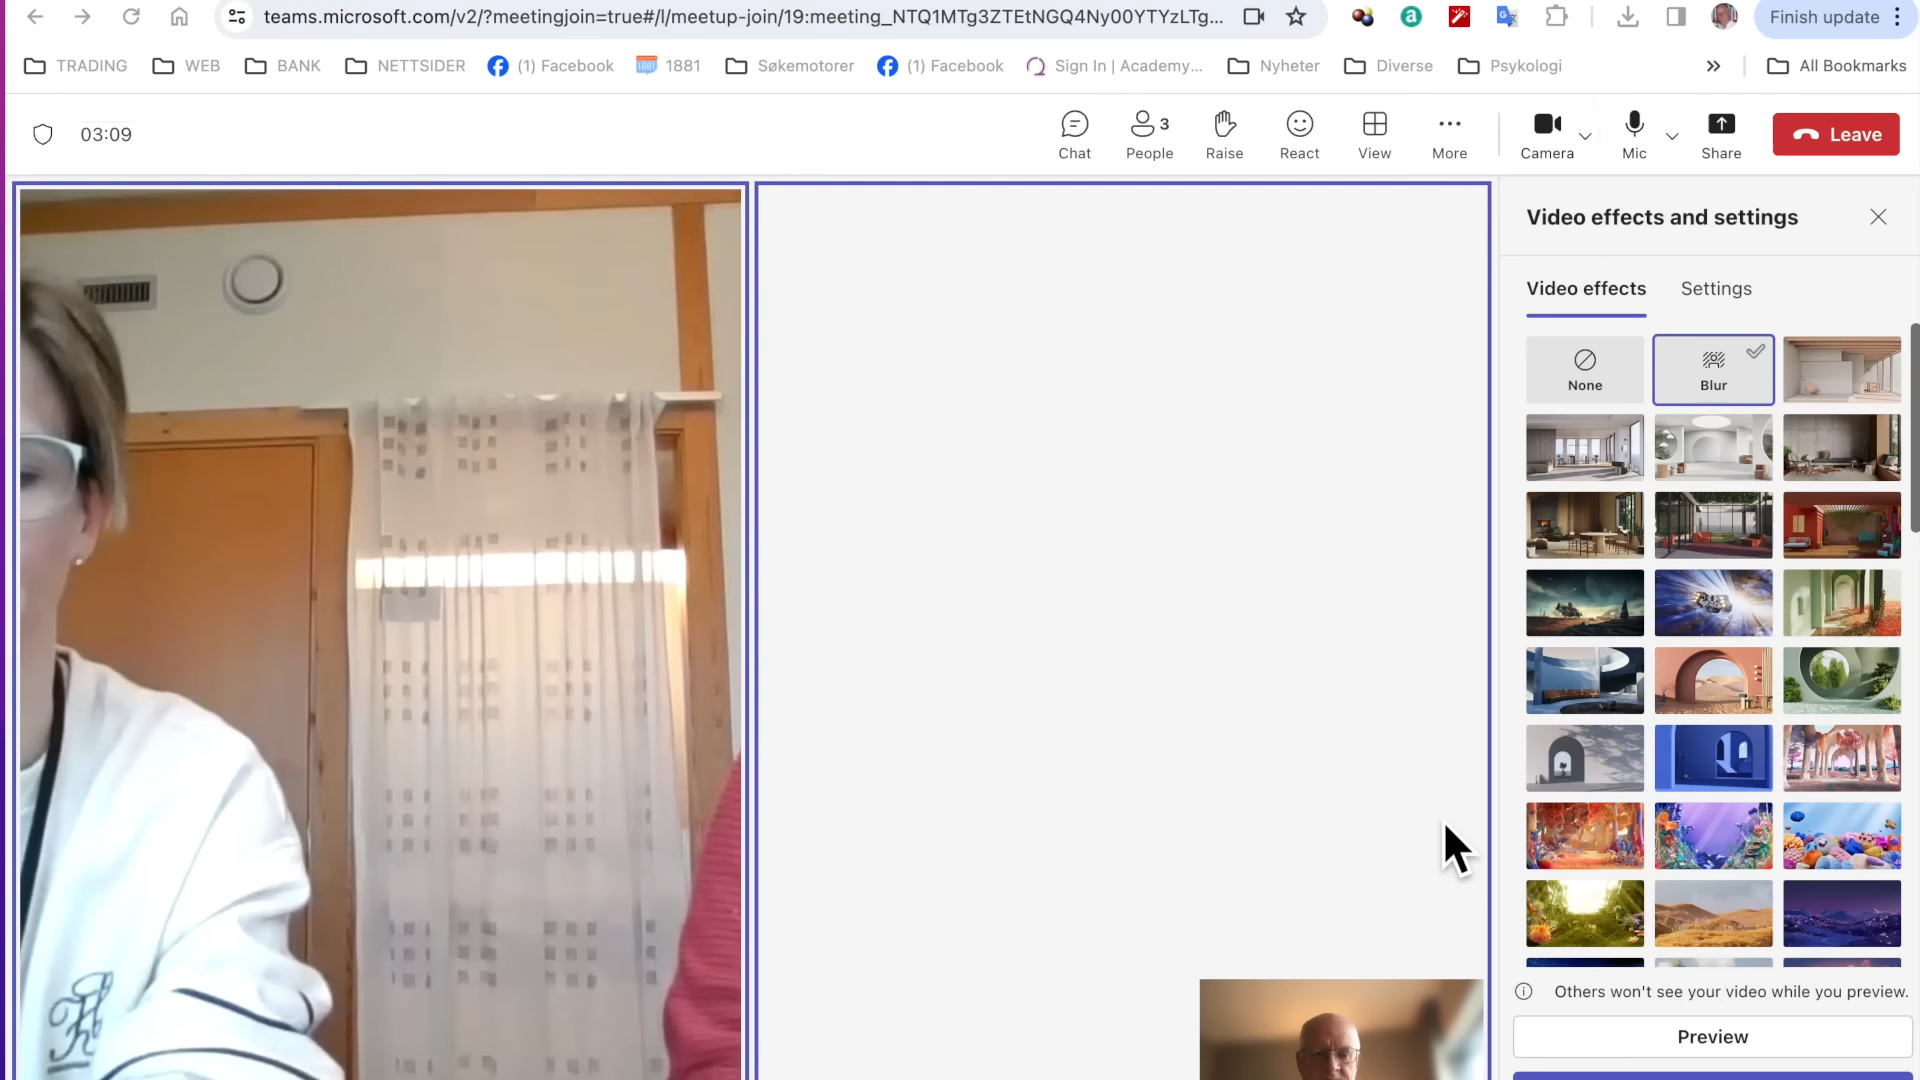 teams.microsoft.com/v2/?meetingjoin=true#/l/meetup-join/19:meeting_NTQ1MTg3ZTEtNGQ4Ny00YTYzLTg...
Finish update
TRADING
WEB
BANK
NETTSIDER
(1) Facebook
1881
1881
Søkemotorer
(1) Facebook
Sign In | Academy...
Nyheter
Diverse
Psykologi
All Bookmarks
03:09
Chat
People
3
Raise
React
View
More
Camera
Mic
Share
Leave
Video effects and settings
Video effects
Settings
None
Blur
Others won't see your video while you preview.
Preview